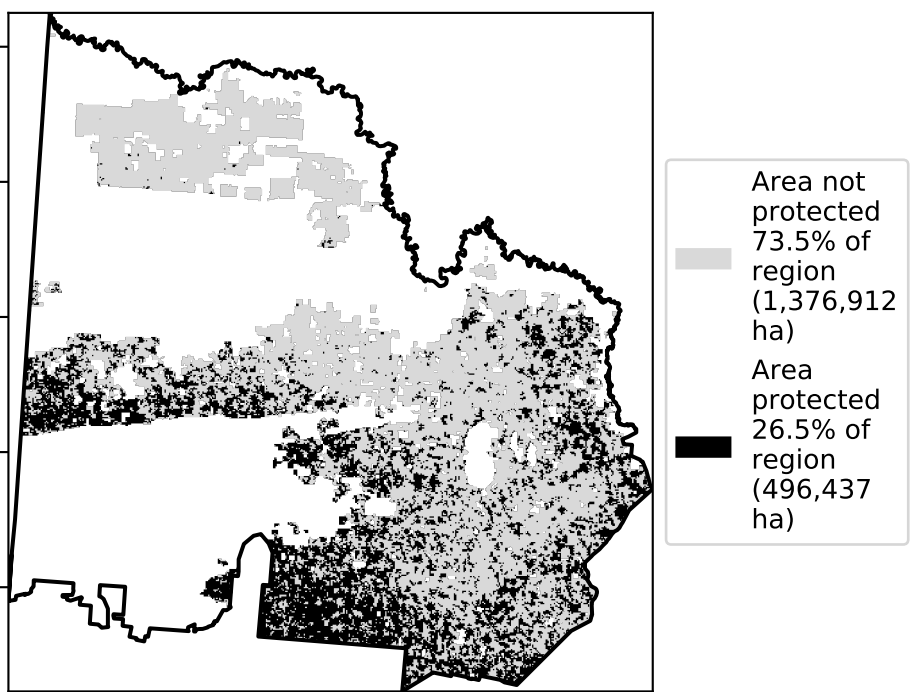 Area not
protected
73.5% of
region
(1,376,912
ha)
Area
protected
26.5% of
region
(496,437
ha)